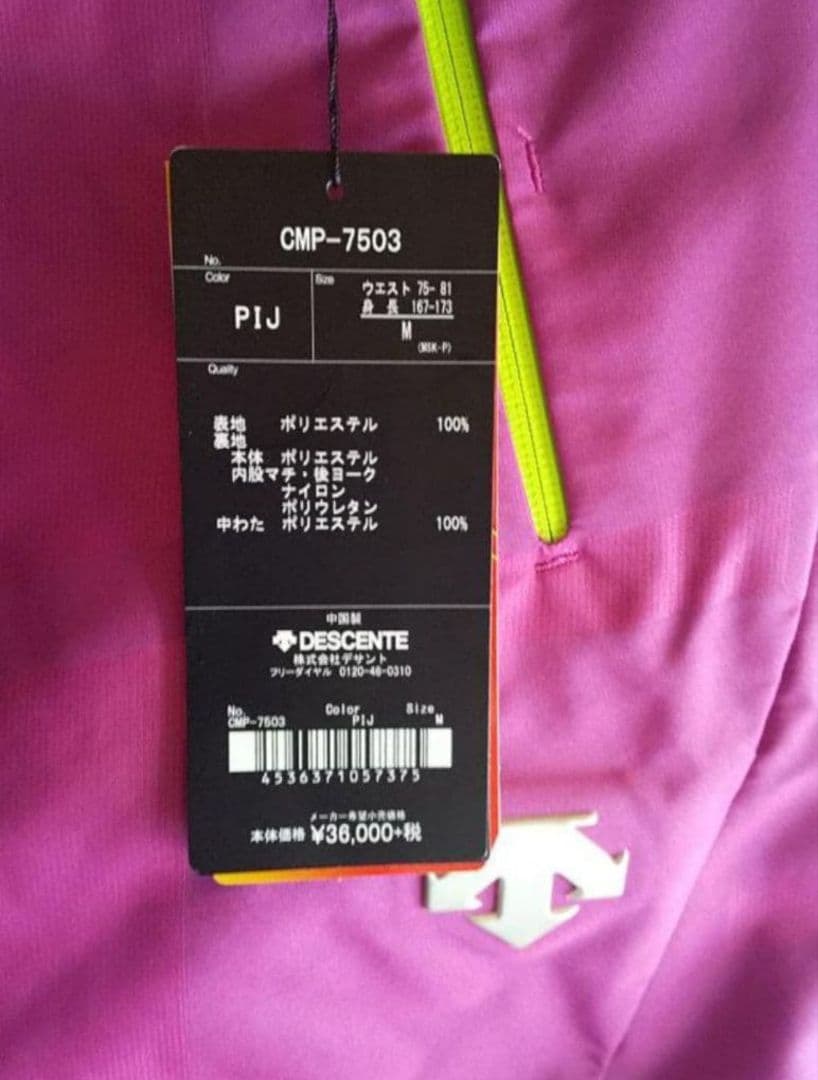 CMP-7503
No.
Color
PIJ
Size
ウエスト 75-81
身長 167-173
M
(MSK-P)
Quality
表地 ポリエステル 100%
裏地
本体 ポリエステル
内股マチ・後ヨーク
ナイロン
ポリウレタン
中わた ポリエステル 100%
中国製
DESCENTE
株式会社デサント
フリーダイヤル 0120-46-0310
No. Color Size
CMP-7503 PIJ M
4536371057375
メーカー希望小売価格
本体価格 ¥36,000+税